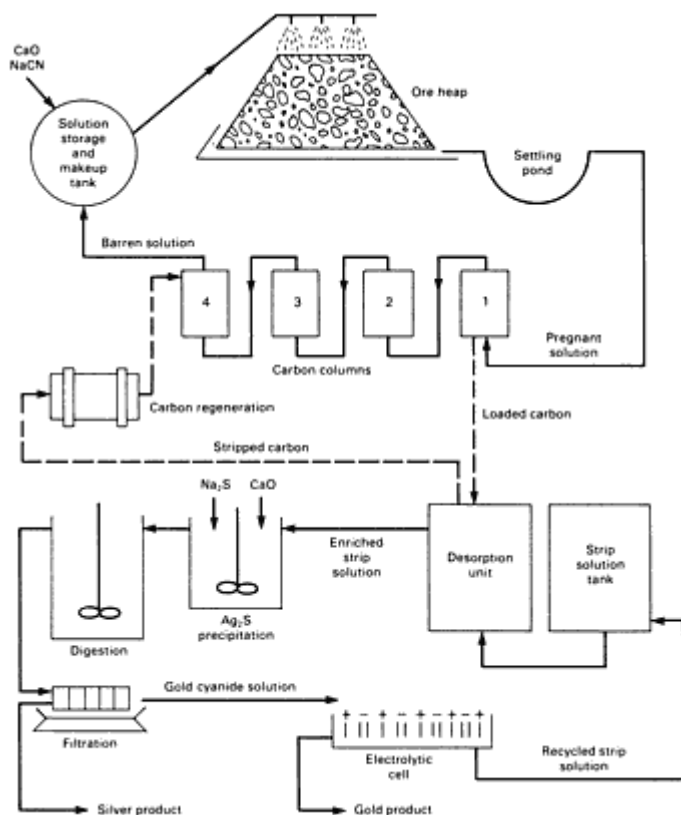 CaO
NaCN
Solution
storage
and
makeup
tank
Ore heap
Settling
pond
Barren solution
4
3
2
1
Pregnant
solution
Carbon columns
Carbon regeneration
Loaded carbon
Stripped carbon
Na₂S
CaO
Enriched
strip
solution
Desorption
unit
Strip
solution
tank
Ag₂S
precipitation
Digestion
Gold cyanide solution
+ − + − + − + − +
Filtration
Electrolytic
cell
Recycled strip
solution
Silver product
Gold product